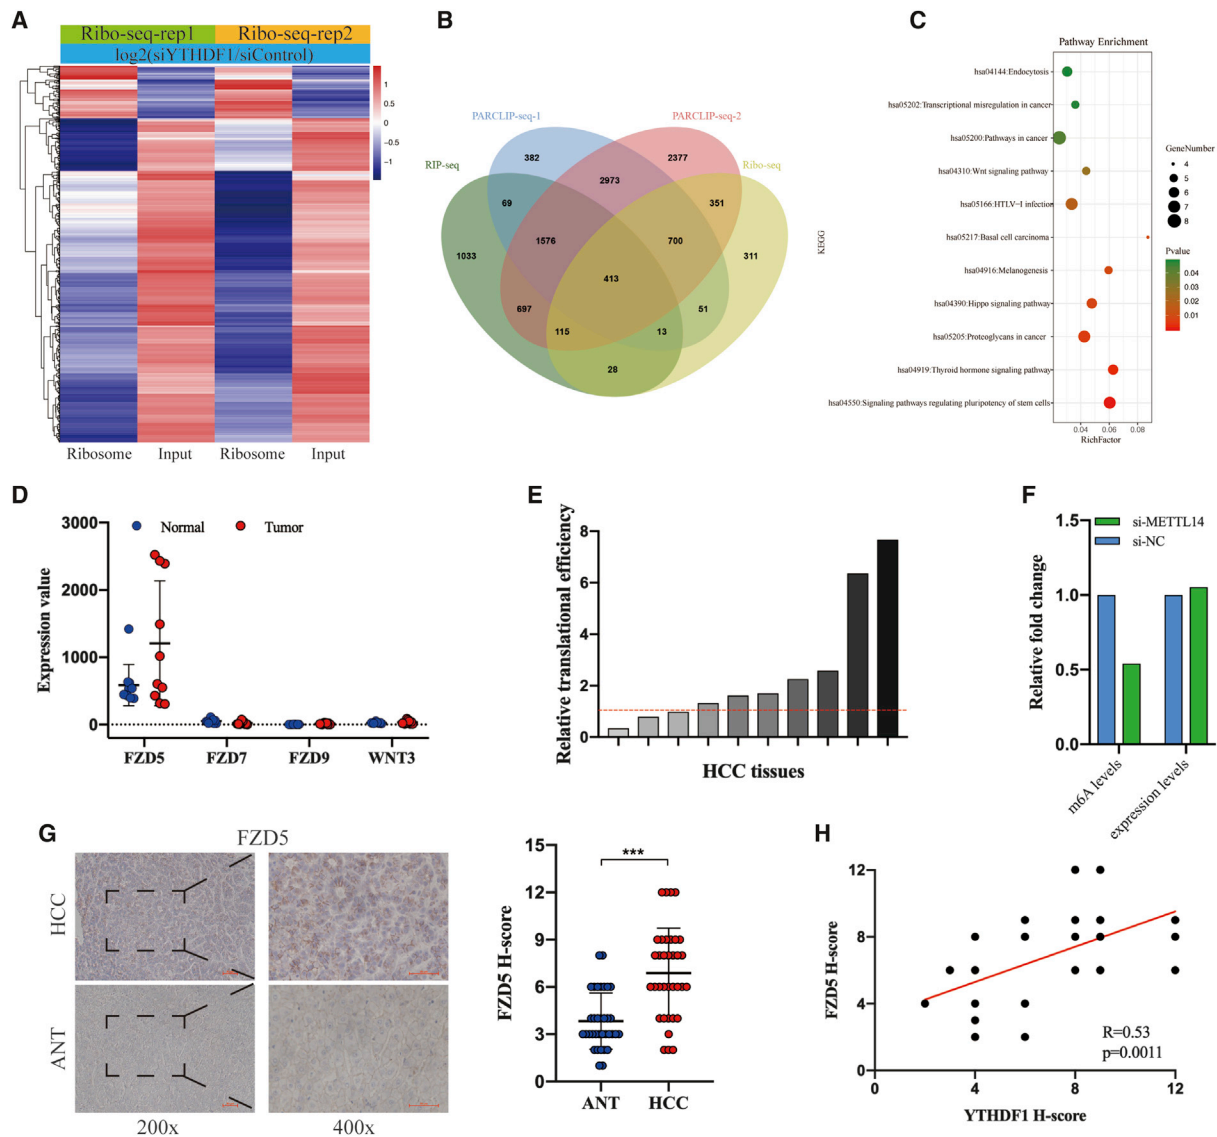 A
Ribo-seq-rep1
Ribo-seq-rep2
log2(siYTHDF1/siControl)
1
0.5
0
−0.5
−1
Ribosome
Input
Ribosome
Input
B
PARCLIP-seq-1
PARCLIP-seq-2
RIP-seq
Ribo-seq
382
2377
2973
69
351
1033
1576
700
311
413
697
51
115
13
28
C
Pathway Enrichment
KEGG
hsa04144:Endocytosis
hsa05202:Transcriptional misregulation in cancer
hsa05200:Pathways in cancer
hsa04310:Wnt signaling pathway
hsa05166:HTLV−I infection
hsa05217:Basal cell carcinoma
hsa04916:Melanogenesis
hsa04390:Hippo signaling pathway
hsa05205:Proteoglycans in cancer
hsa04919:Thyroid hormone signaling pathway
hsa04550:Signaling pathways regulating pluripotency of stem cells
0.04
0.06
0.08
RichFactor
GeneNumber
4
5
6
7
8
Pvalue
0.04
0.03
0.02
0.01
D
Normal
Tumor
Expression value
3000
2000
1000
0
FZD5
FZD7
FZD9
WNT3
E
Relative translational efficiency
8
6
4
2
0
HCC tissues
F
si-METTL14
si-NC
Relative fold change
1.5
1.0
0.5
0.0
m6A levels
expression levels
G
FZD5
HCC
ANT
200x
400x
FZD5 H-score
15
12
9
6
3
0
***
ANT
HCC
H
FZD5 H-score
12
8
4
0
0
4
8
12
R=0.53
p=0.0011
YTHDF1 H-score